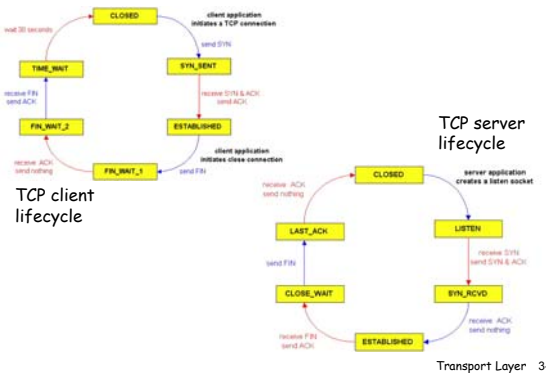 CLOSED
client application
initiates a TCP connection
wait 30 seconds
send SYN
TIME_WAIT
SYN_SENT
receive FIN
send ACK
receive SYN & ACK
send ACK
FIN_WAIT_2
ESTABLISHED
client application
initiates close connection
receive ACK
send nothing
FIN_WAIT_1
send FIN
TCP client
lifecycle
TCP server
lifecycle
CLOSED
server application
creates a listen socket
receive ACK
send nothing
LAST_ACK
LISTEN
send FIN
receive SYN
send SYN & ACK
CLOSE_WAIT
SYN_RCVD
receive FIN
send ACK
ESTABLISHED
receive ACK
send nothing
Transport Layer 3-